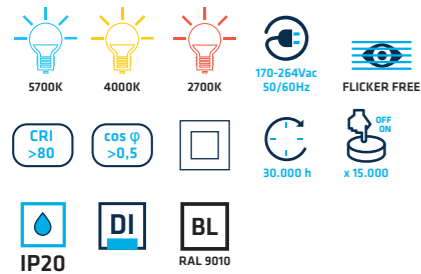 5700K
4000K
2700K
170-264Vac
50/60Hz
FLICKER FREE
CRI
>80
cos φ
>0,5
30.000 h
OFF
ON
x 15.000
IP20
DI
BL
RAL 9010